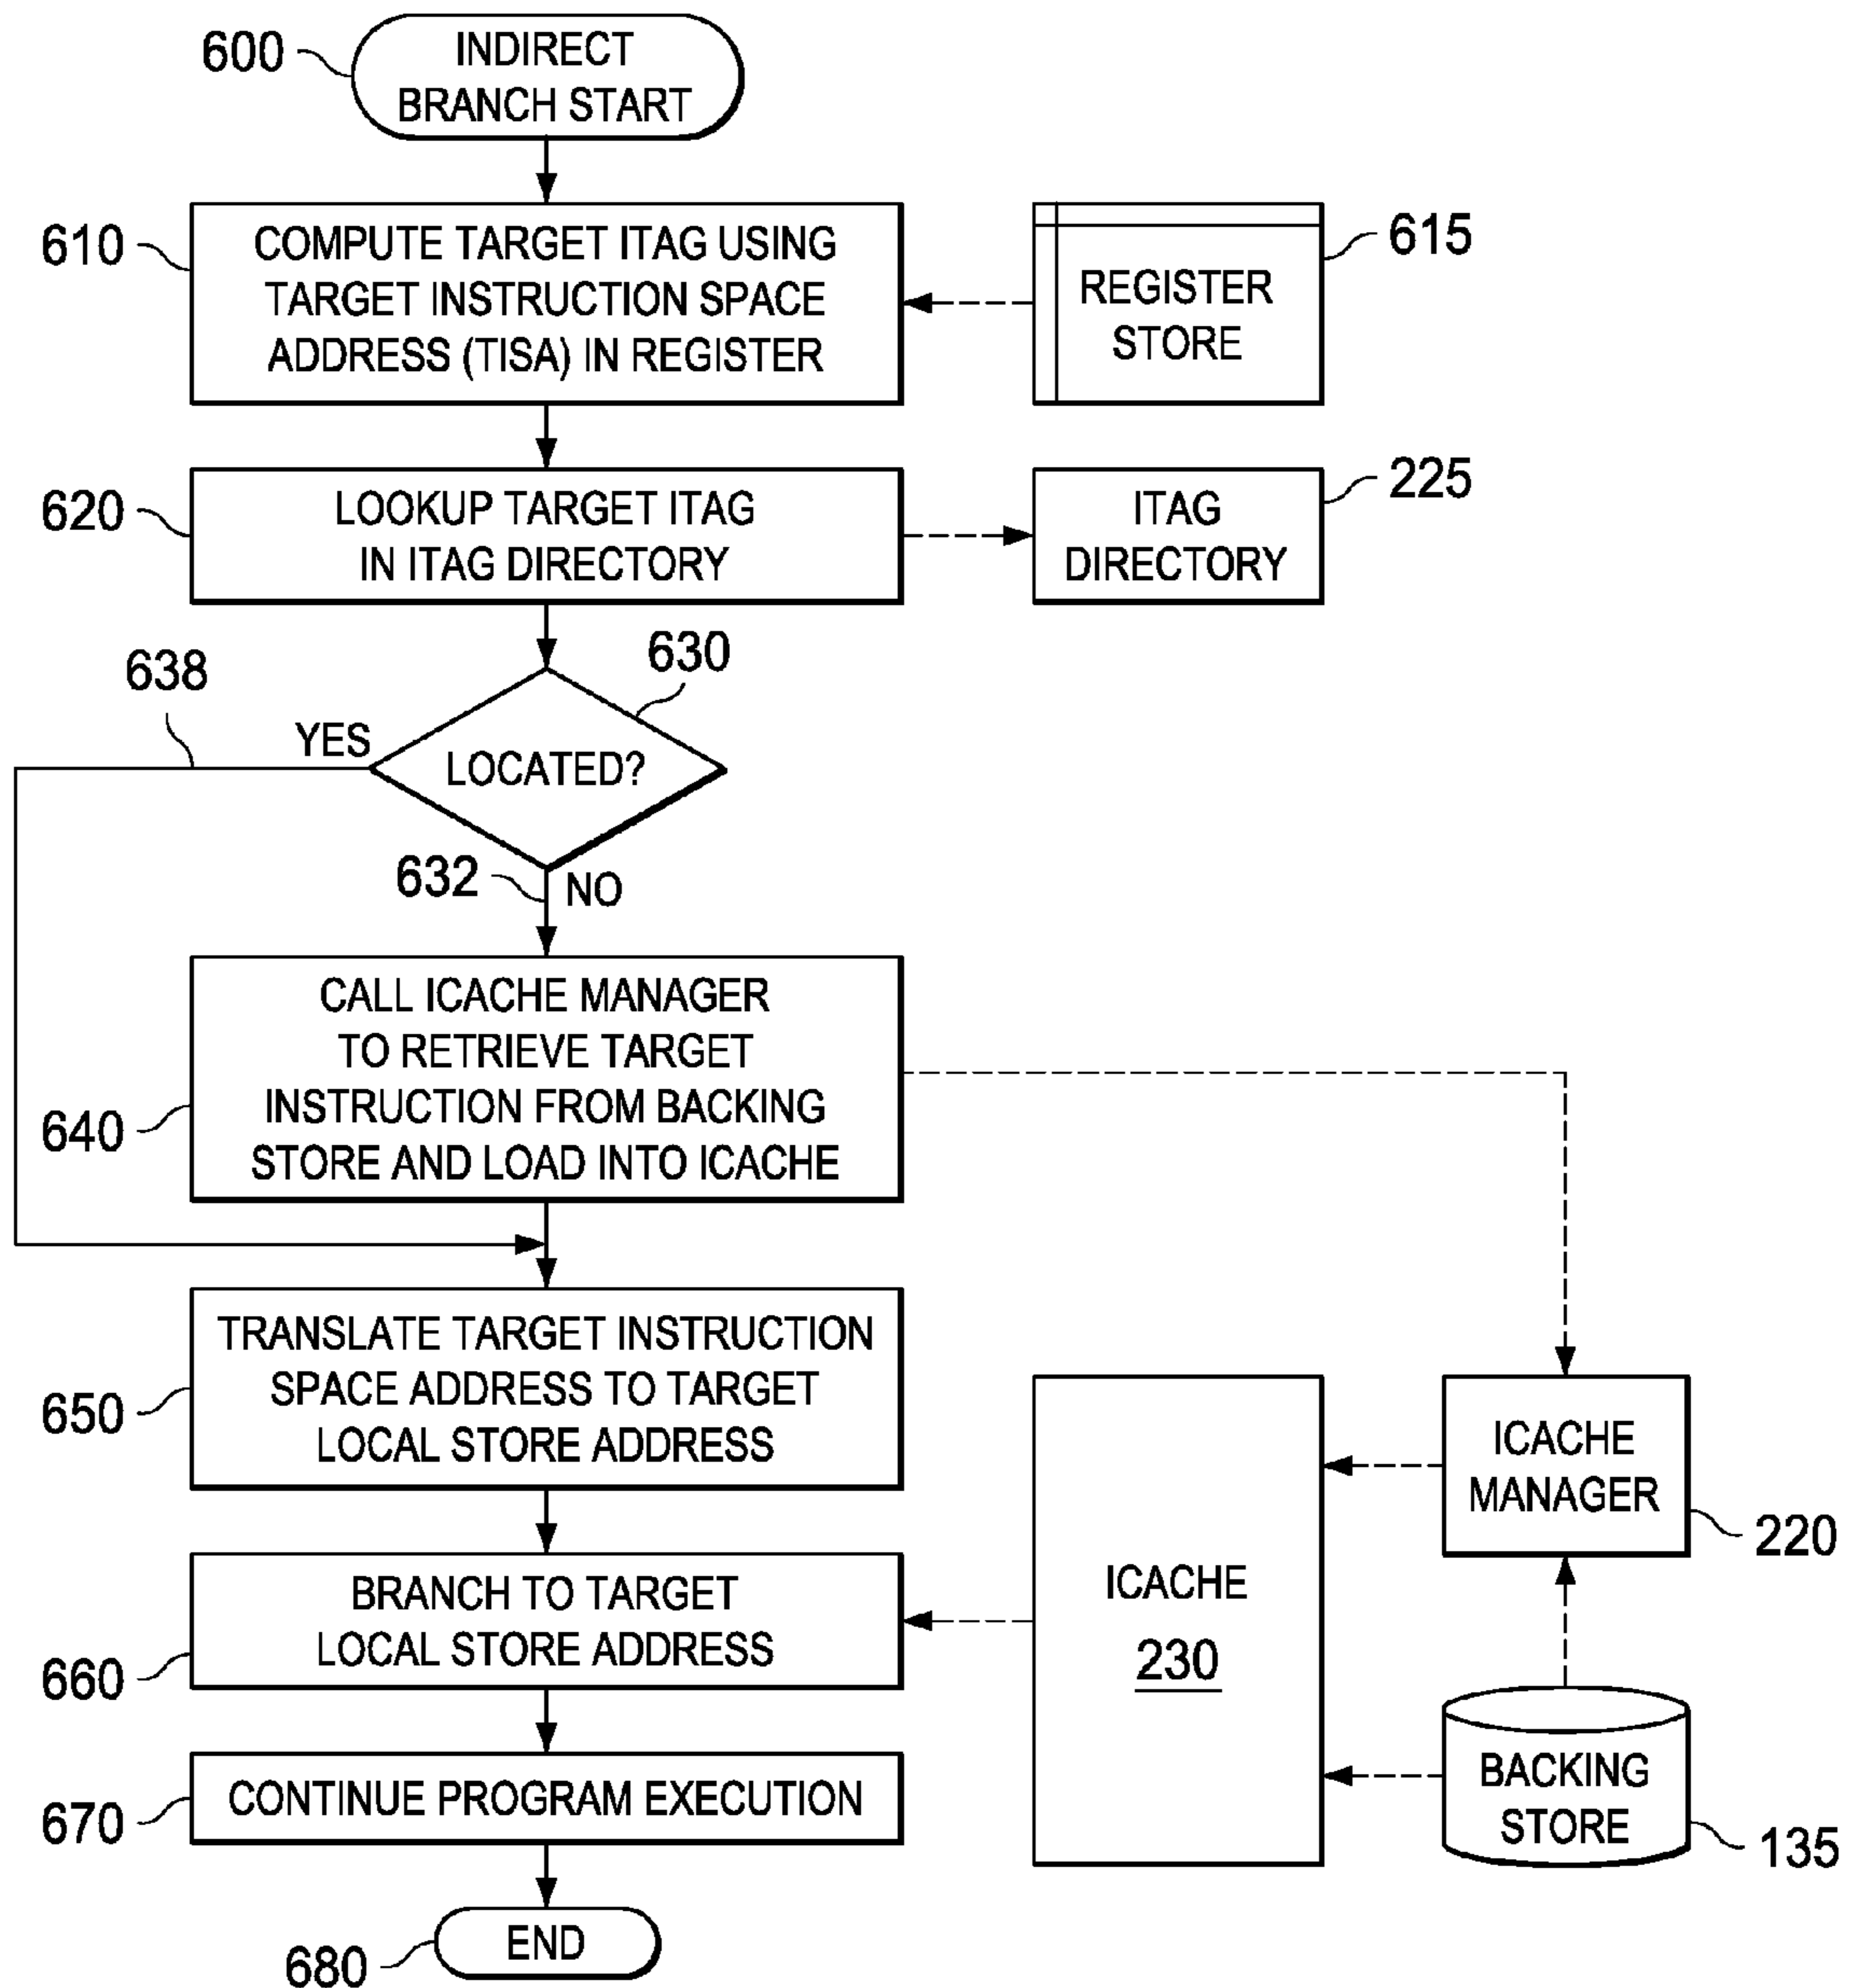 600
INDIRECT
BRANCH START
610
COMPUTE TARGET ITAG USING
TARGET INSTRUCTION SPACE
ADDRESS (TISA) IN REGISTER
REGISTER
STORE
615
620
LOOKUP TARGET ITAG
IN ITAG DIRECTORY
ITAG
DIRECTORY
225
638
YES
630
LOCATED?
632
NO
640
CALL ICACHE MANAGER
TO RETRIEVE TARGET
INSTRUCTION FROM BACKING
STORE AND LOAD INTO ICACHE
650
TRANSLATE TARGET INSTRUCTION
SPACE ADDRESS TO TARGET
LOCAL STORE ADDRESS
ICACHE
MANAGER
220
660
BRANCH TO TARGET
LOCAL STORE ADDRESS
ICACHE
230
670
CONTINUE PROGRAM EXECUTION
BACKING
STORE
135
680
END